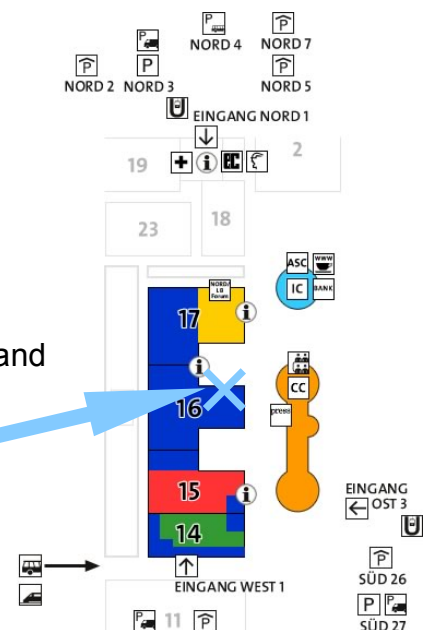 P
P
NORD 4
P
NORD 7
P
NORD 2
P
NORD 3
P
NORD 5
U
EINGANG NORD 1
19
i
EC
2
23
18
ASC
WWW
IC
BANK
NORD/
LB
Forum
17
i
and
i
CC
16
press
15
i
14
EINGANG
OST 3
U
EINGANG WEST 1
P
SÜD 26
P
11
P
P
P
SÜD 27